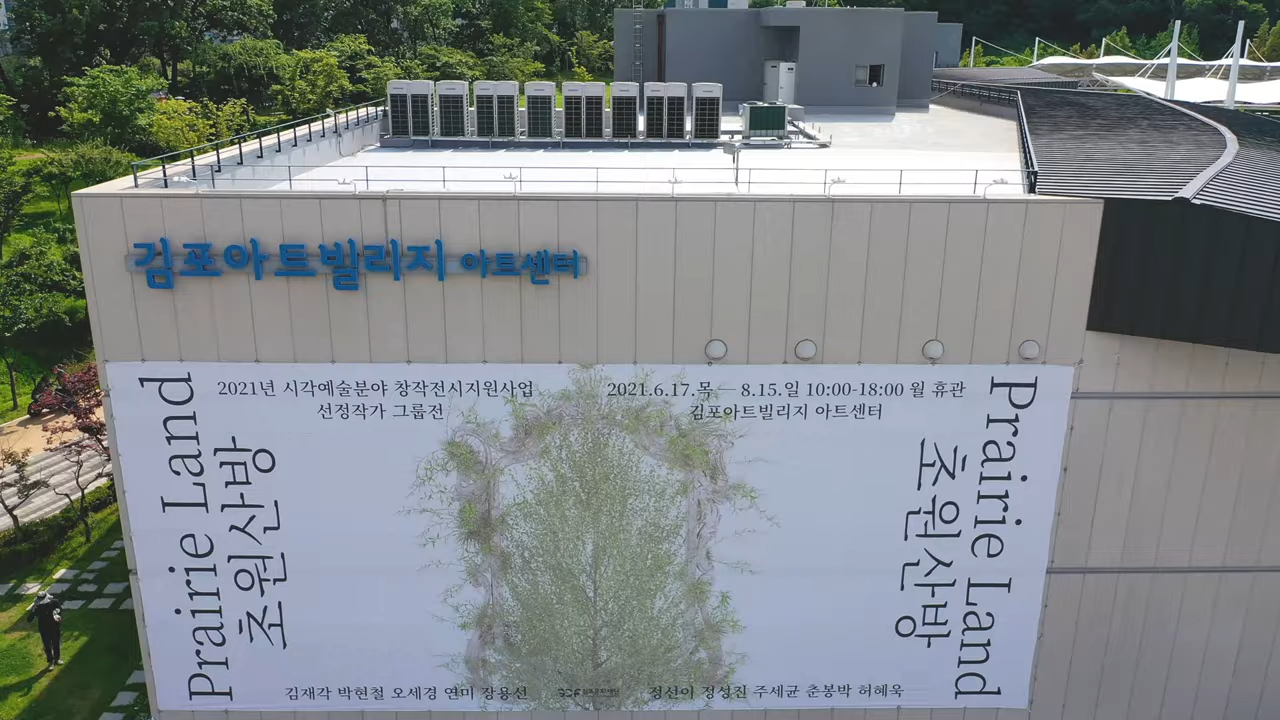 김포아트빌리지 아트센터
Prairie Land
초원산방
2021년 시각예술분야 창작전시지원사업
선정작가 그룹전
2021.6.17.목 — 8.15.일 10:00-18:00 월 휴관
김포아트빌리지 아트센터
Prairie Land
초원산방
김재각 박현철 오세경 연미 장용선
정선이 정성진 주세균 춘봉박 허혜욱